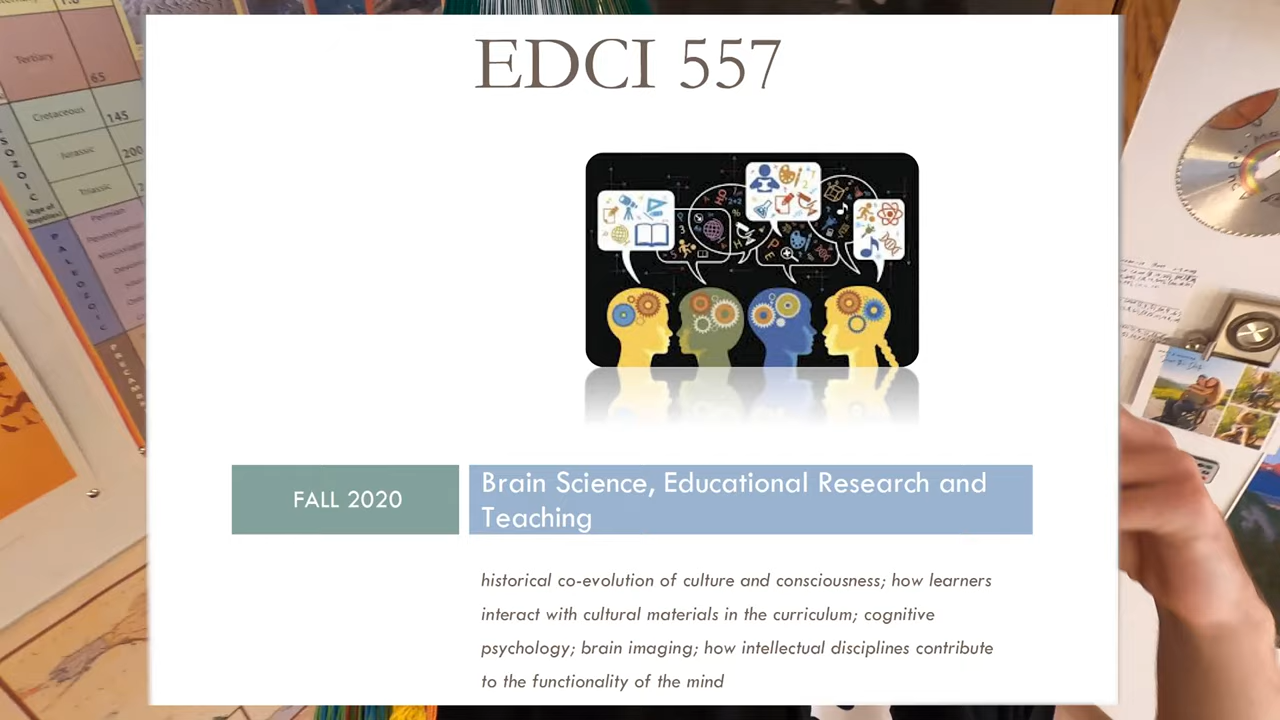 EDCI 557
FALL 2020
Brain Science, Educational Research and
Teaching
historical co-evolution of culture and consciousness; how learners
interact with cultural materials in the curriculum; cognitive
psychology; brain imaging; how intellectual disciplines contribute
to the functionality of the mind
Tertiary
65
Cretaceous
145
Jurassic
200
Triassic
Permian
PALEOZOIC